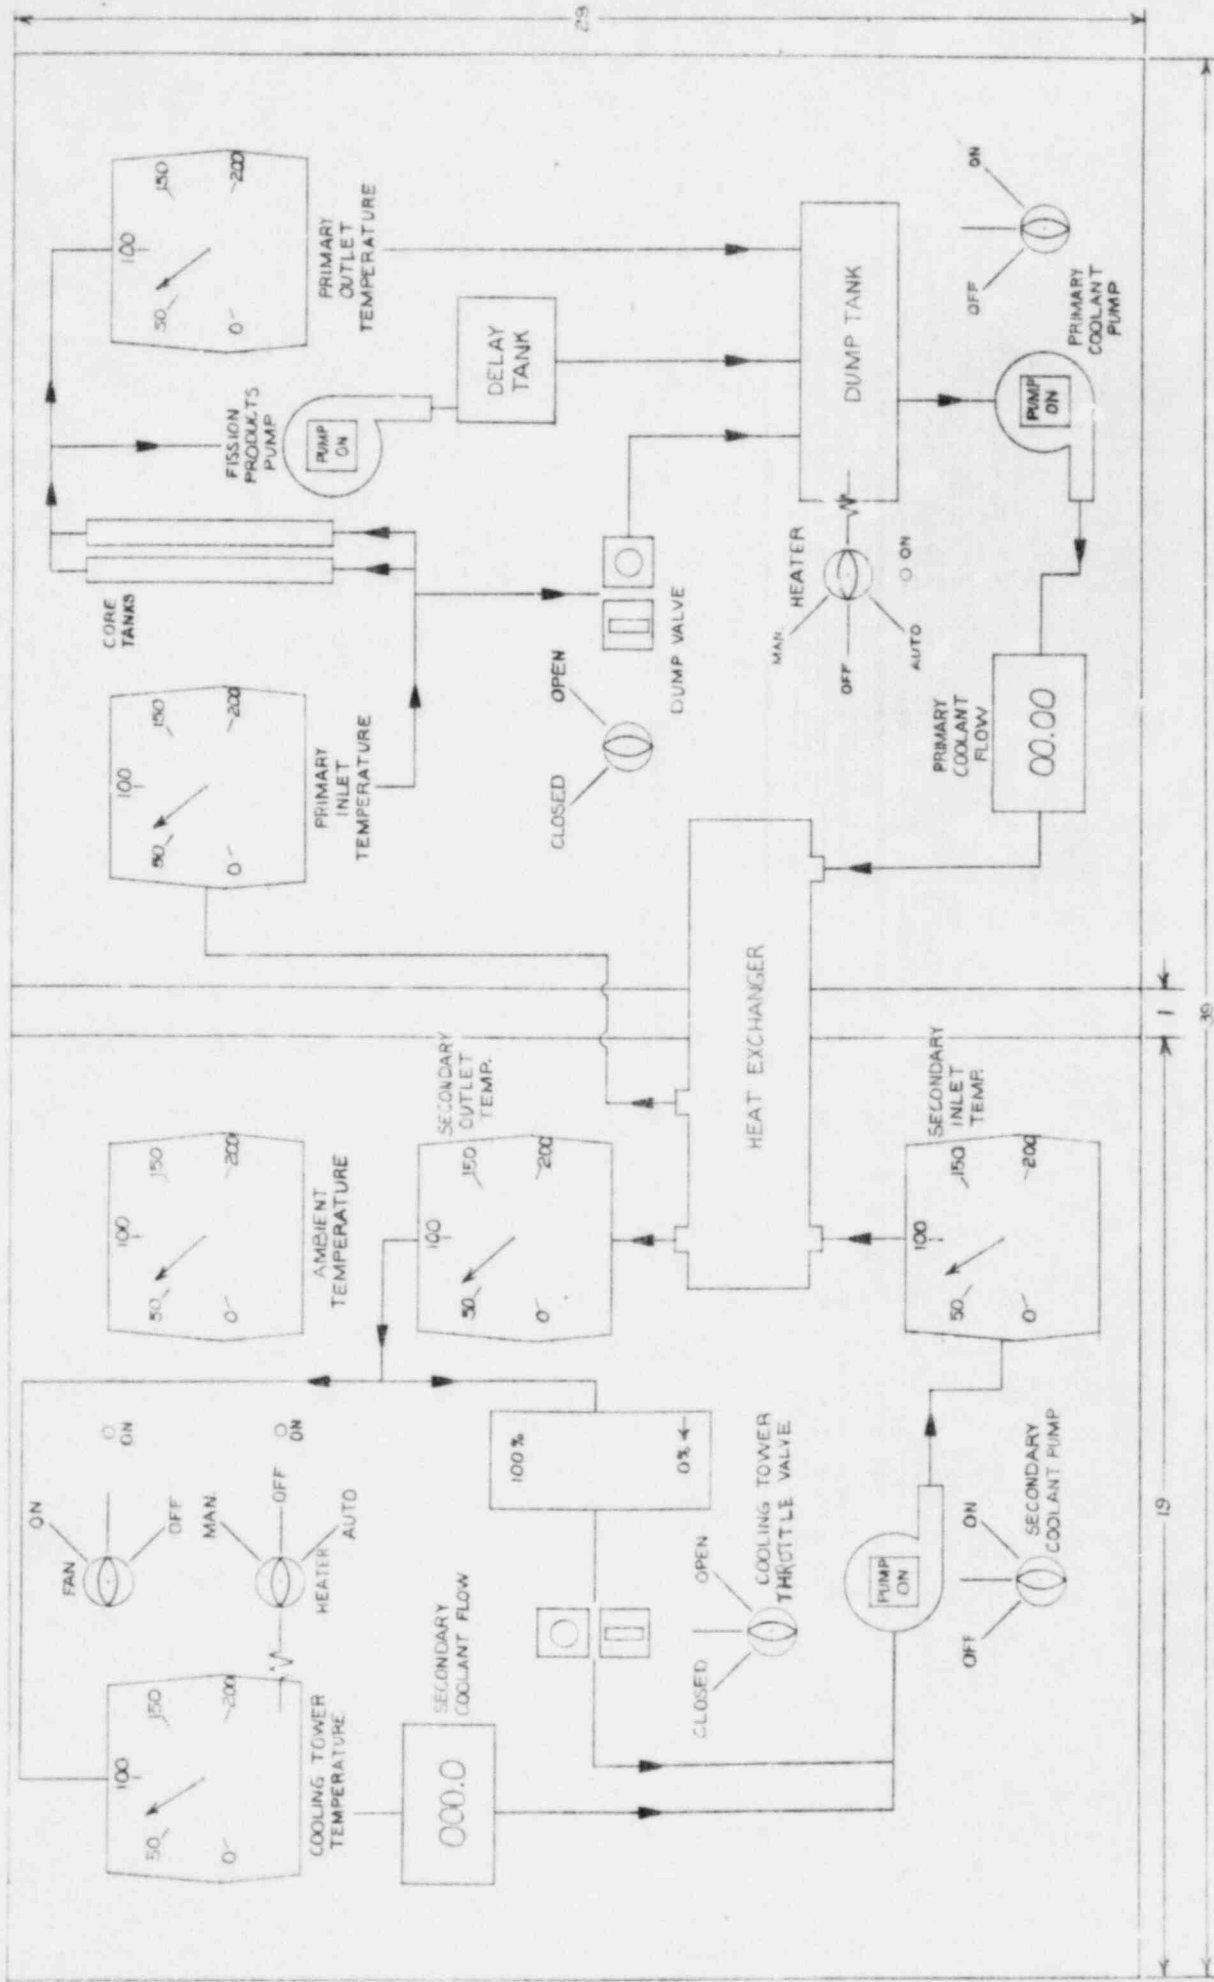 29
150
100
50
200
0
PRIMARY
OUTLET
TEMPERATURE
FISSION
PRODUCTS
PUMP
PUMP
ON
DELAY
TANK
CORE
TANKS
150
100
50
200
0
PRIMARY
INLET
TEMPERATURE
CLOSED
OPEN
DUMP VALVE
DUMP TANK
MAN.
HEATER
OFF
AUTO
ON
OFF
ON
PRIMARY
COOLANT
PUMP
PUMP
ON
PRIMARY
COOLANT
FLOW
00.00
HEAT EXCHANGER
150
100
50
200
0
AMBIENT
TEMPERATURE
SECONDARY
OUTLET
TEMP.
150
100
50
200
0
SECONDARY
INLET
TEMP.
150
100
50
200
0
ON
FAN
OFF
ON
MAN.
OFF
AUTO
HEATER
ON
150
100
50
200
0
COOLING TOWER
TEMPERATURE
SECONDARY
COOLANT FLOW
000.0
100%
0%
CLOSED
OPEN
COOLING TOWER
THROTTLE VALVE
PUMP
ON
OFF
ON
SECONDARY
COOLANT PUMP
19
1
39